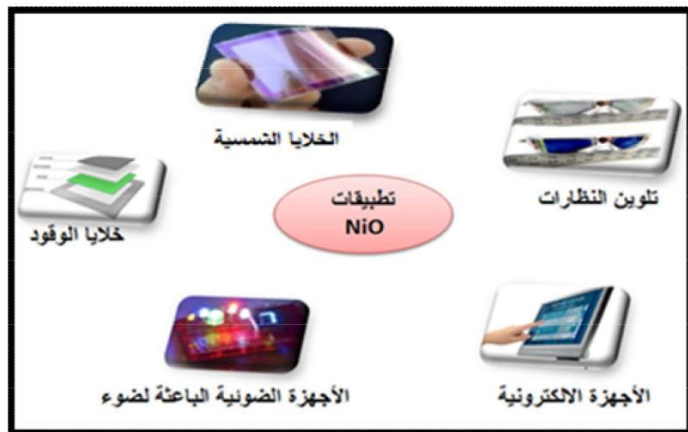 الخلايا الشمسية
تلوين النظارات
تطبيقات
NiO
خلايا الوقود
الأجهزة الالكترونية
الأجهزة الضوئية الباعثة لضوء